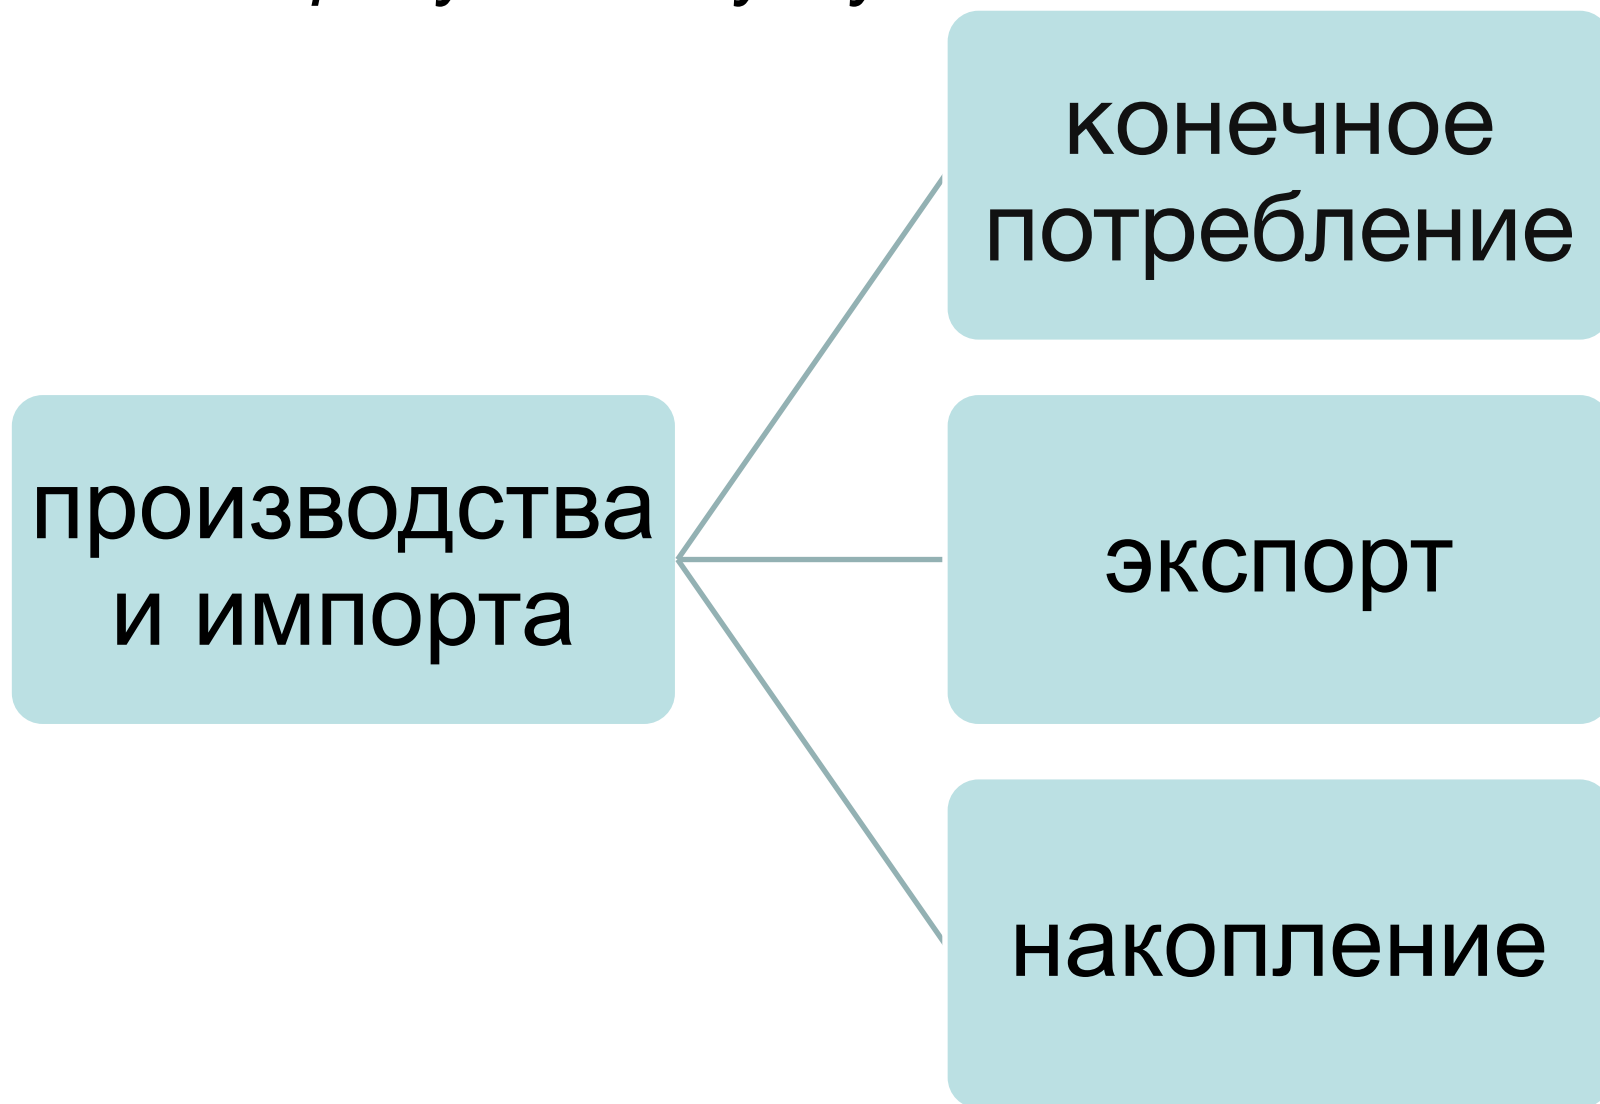 конечное
потребление
производства
и импорта
экспорт
накопление